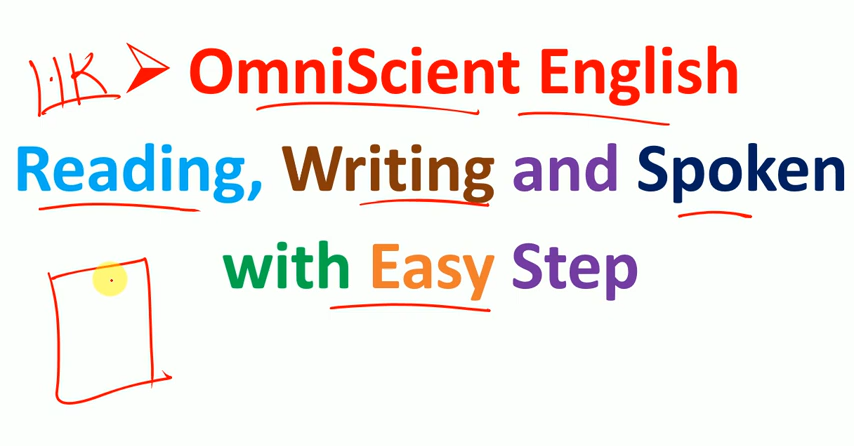 OmniScient English
Reading, Writing and Spoken
with Easy Step